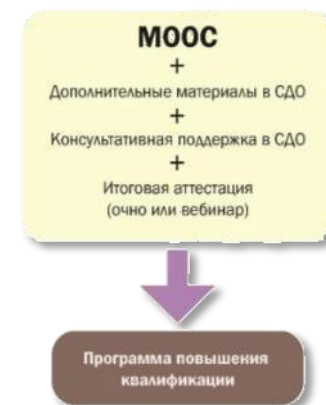 МООС
+
Дополнительные материалы в СДО
+
Консультативная поддержка в СДО
+
Итоговая аттестация
(очно или вебинар)
Программа повышения
квалификации